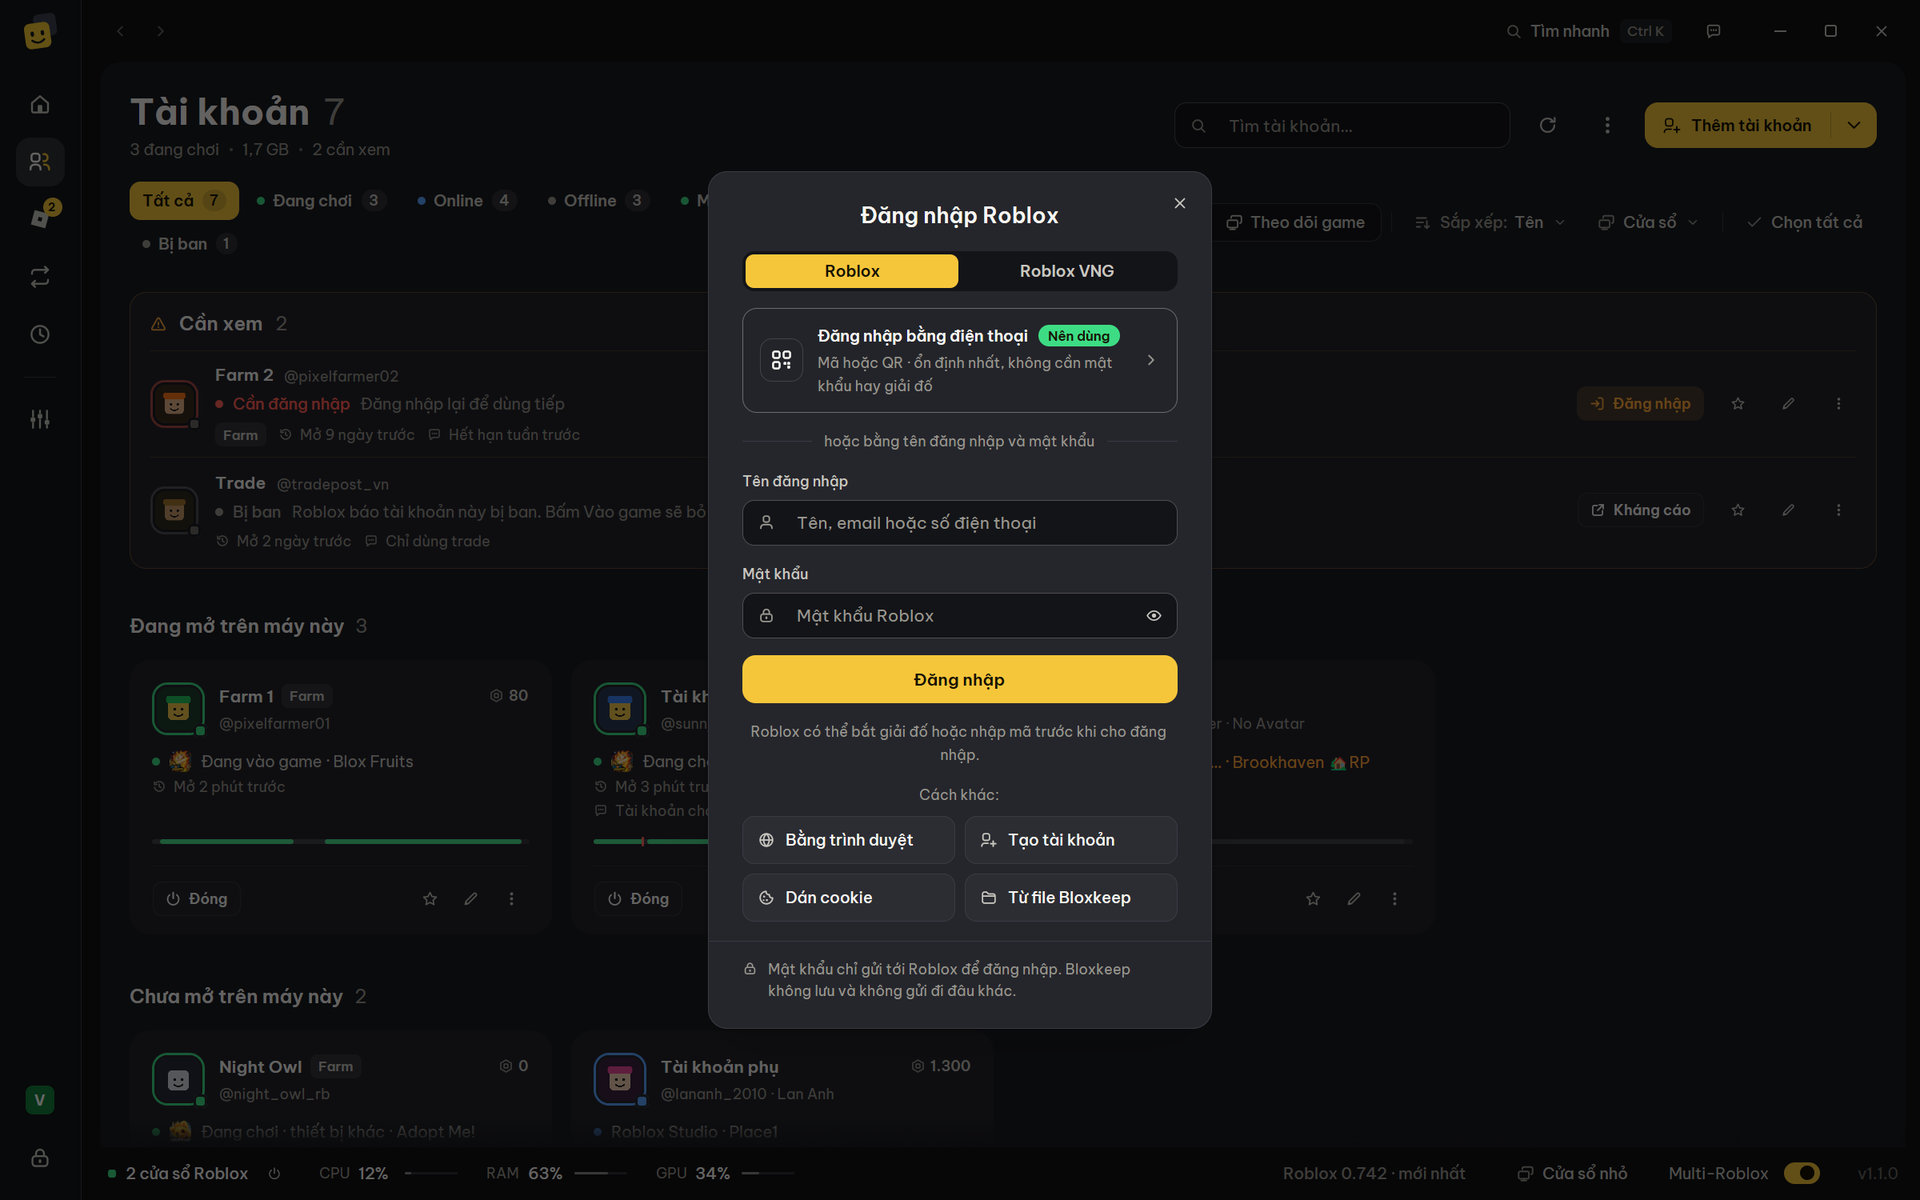 Tìm nhanh Ctrl K
Tài khoản 7
3 đang chơi · 1,7 GB · 2 cần xem
Tìm tài khoản...
Thêm tài khoản
Tất cả 7
Đang chơi 3
Online 4
Offline 3
Bị ban 1
Theo dõi game
Sắp xếp: Tên
Cửa sổ
Chọn tất cả
2
Cần xem 2
Farm 2 @pixelfarmer02
Cần đăng nhập Đăng nhập lại để dùng tiếp
Farm Mở 9 ngày trước Hết hạn tuần trước
Đăng nhập
Trade @tradepost_vn
Bị ban Roblox báo tài khoản này bị ban. Bấm Vào game sẽ bỏ
Mở 2 ngày trước Chỉ dùng trade
Kháng cáo
Đang mở trên máy này 3
Farm 1 Farm 80
@pixelfarmer01
Đang vào game · Blox Fruits
Mở 2 phút trước
Đóng
Mở 3 phút
Đóng
· No Avatar
... · Brookhaven 🏡RP
Chưa mở trên máy này 2
Night Owl Farm 0
@night_owl_rb
Đang chơi · thiết bị khác · Adopt Me!
Tài khoản phụ 1.300
@lananh_2010 · Lan Anh
Roblox Studio · Place1
Đăng nhập Roblox
Roblox
Roblox VNG
Đăng nhập bằng điện thoại Nên dùng
Mã hoặc QR · ổn định nhất, không cần mật
khẩu hay giải đố
hoặc bằng tên đăng nhập và mật khẩu
Tên đăng nhập
Tên, email hoặc số điện thoại
Mật khẩu
Mật khẩu Roblox
Đăng nhập
Roblox có thể bắt giải đố hoặc nhập mã trước khi cho đăng
nhập.
Cách khác:
Bằng trình duyệt
Tạo tài khoản
Dán cookie
Từ file Bloxkeep
Mật khẩu chỉ gửi tới Roblox để đăng nhập. Bloxkeep
không lưu và không gửi đi đâu khác.
V
2 cửa sổ Roblox
CPU 12%
RAM 63%
GPU 34%
Roblox 0.742 · mới nhất
Cửa sổ nhỏ
Multi-Roblox
v1.1.0